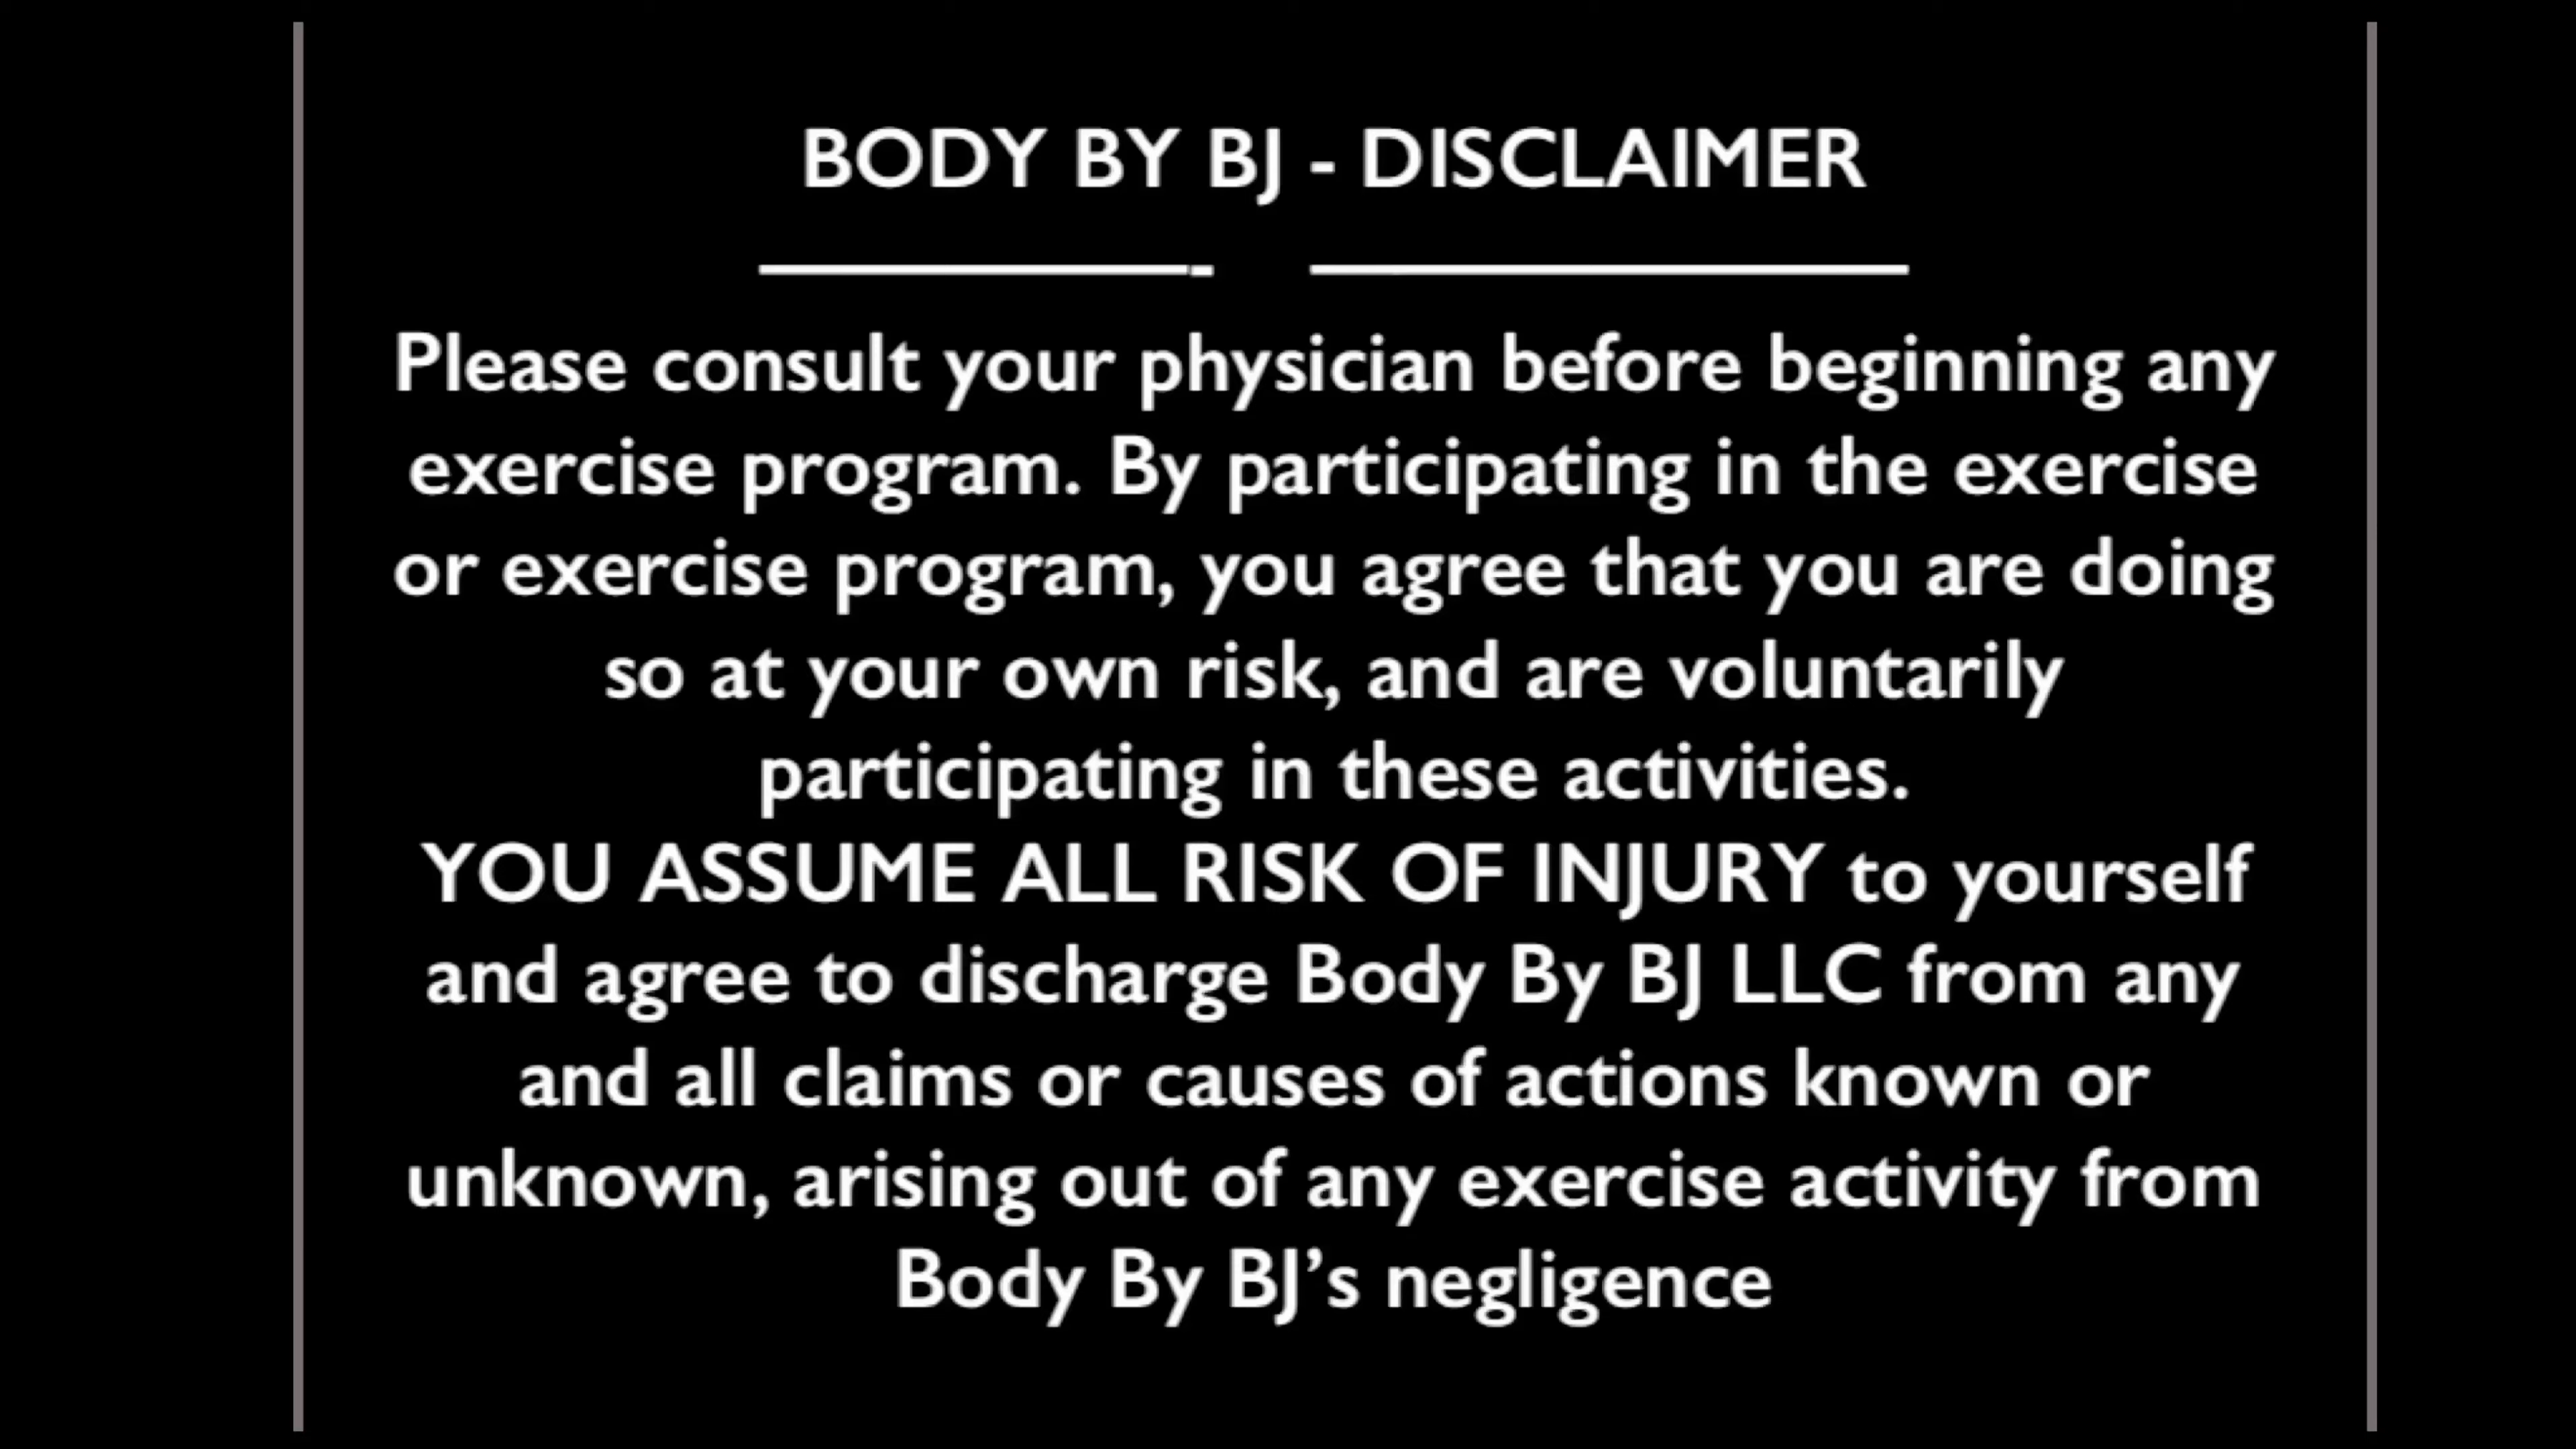 BODY BY BJ - DISCLAIMER
Please consult your physician before beginning any
exercise program. By participating in the exercise
or exercise program, you agree that you are doing
so at your own risk, and are voluntarily
participating in these activities.
YOU ASSUME ALL RISK OF INJURY to yourself
and agree to discharge Body By BJ LLC from any
and all claims or causes of actions known or
unknown, arising out of any exercise activity from
Body By BJ’s negligence